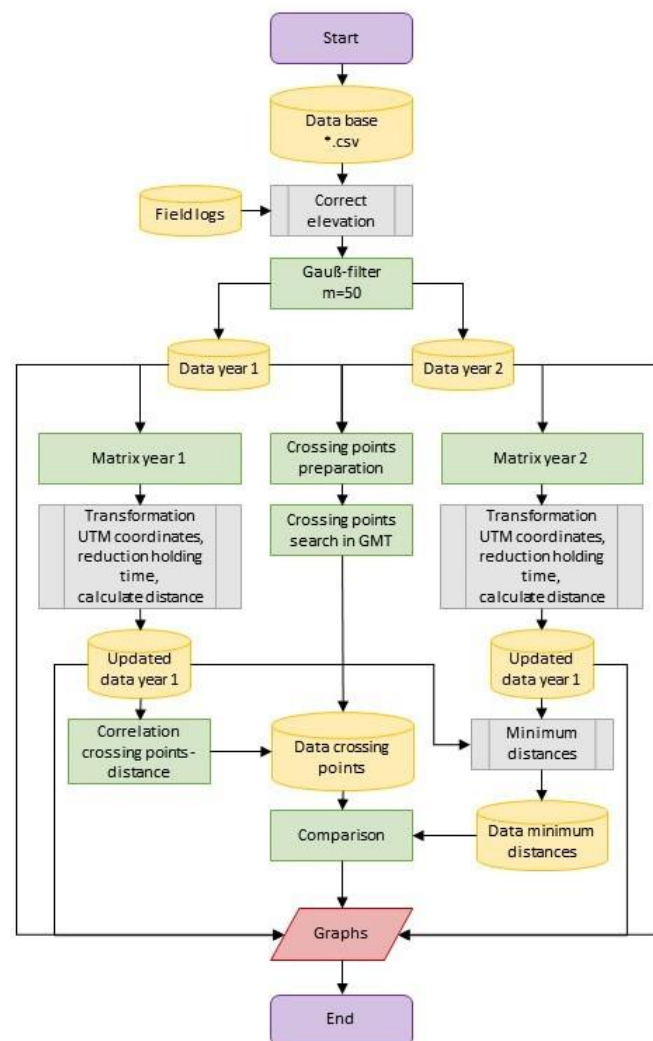 Start
Data base
*.csv
Field logs
Correct
elevation
Gauß-filter
m=50
Data year 1
Data year 2
Matrix year 1
Crossing points
preparation
Matrix year 2
Transformation
UTM coordinates,
reduction holding
time,
calculate distance
Crossing points
search in GMT
Transformation
UTM coordinates,
reduction holding
time,
calculate distance
Updated
data year 1
Updated
data year 1
Correlation
crossing points-
distance
Data crossing
points
Minimum
distances
Comparison
Data minimum
distances
Graphs
End